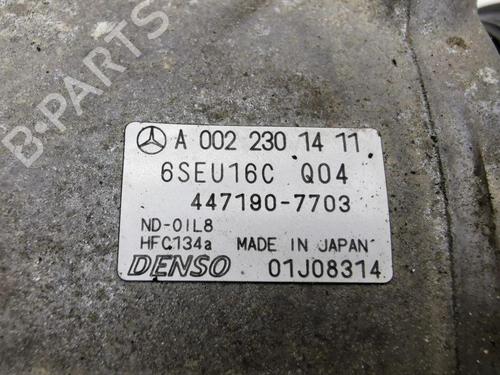 B-PARTS
A 002 230 14 11
6SEU16C Q04
447190-7703
ND-OIL8
HFC134a MADE IN JAPAN
DENSO 01J08314